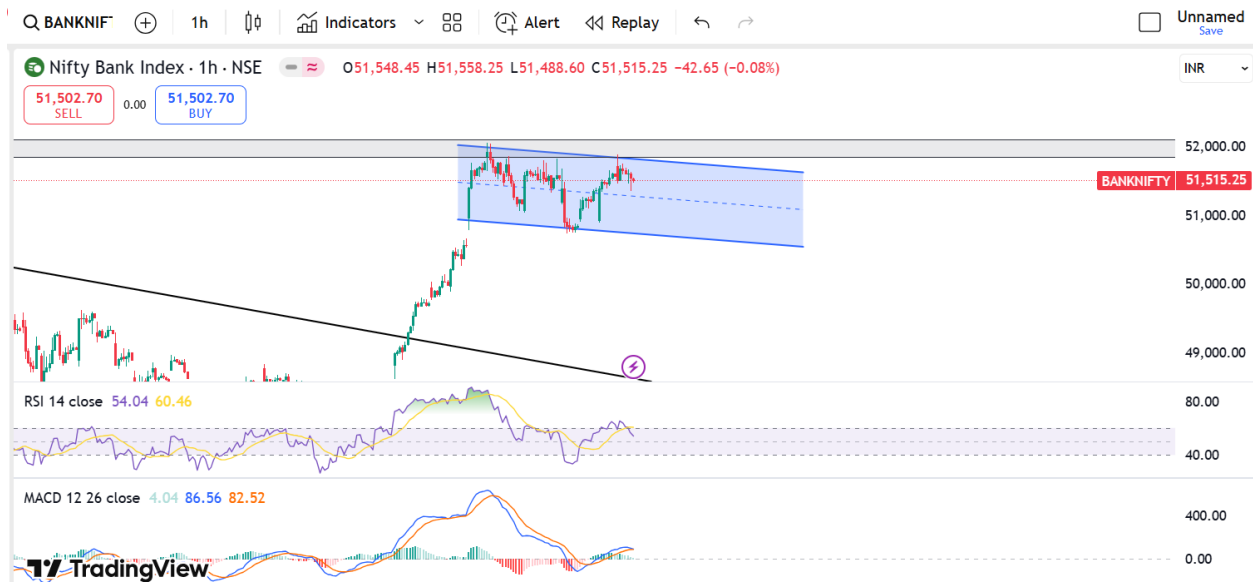 BANKNIF 1h Indicators Alert Replay Unnamed
Save
Nifty Bank Index · 1h · NSE O51,548.45 H51,558.25 L51,488.60 C51,515.25 −42.65 (−0.08%) INR
51,502.70 0.00 51,502.70
SELL BUY
52,000.00
BANKNIFTY 51,515.25
51,000.00
50,000.00
49,000.00
RSI 14 close 54.04 60.46 80.00
40.00
MACD 12 26 close 4.04 86.56 82.52
400.00
0.00
TradingView